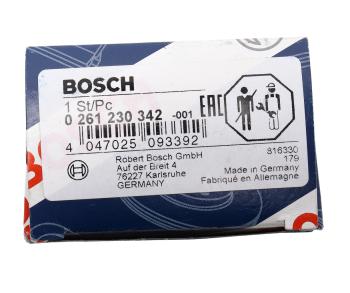 BOSCH
1 St/Pc
0 261 230 342 -001
EAC
4 047025 093392
Robert Bosch GmbH
Auf der Breit 4
76227 Karlsruhe
GERMANY
816330
179
Made in Germany
Fabriqué en Allemagne